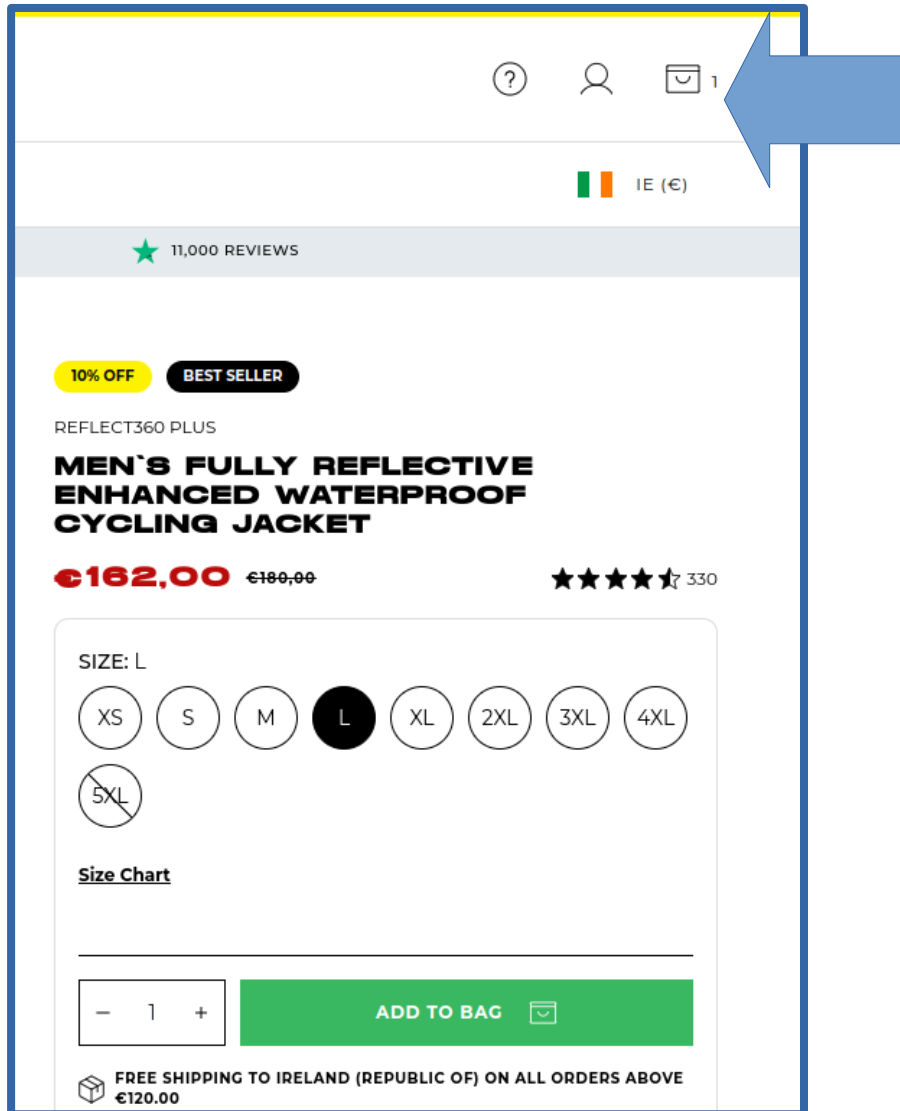 ?
1
IE (€)
11,000 REVIEWS
10% OFF BEST SELLER
REFLECT360 PLUS
MEN`S FULLY REFLECTIVE
ENHANCED WATERPROOF
CYCLING JACKET
€162,00 €180,00 330
SIZE: L
XS S M L XL 2XL 3XL 4XL
5XL
Size Chart
− 1 + ADD TO BAG
FREE SHIPPING TO IRELAND (REPUBLIC OF) ON ALL ORDERS ABOVE
€120.00